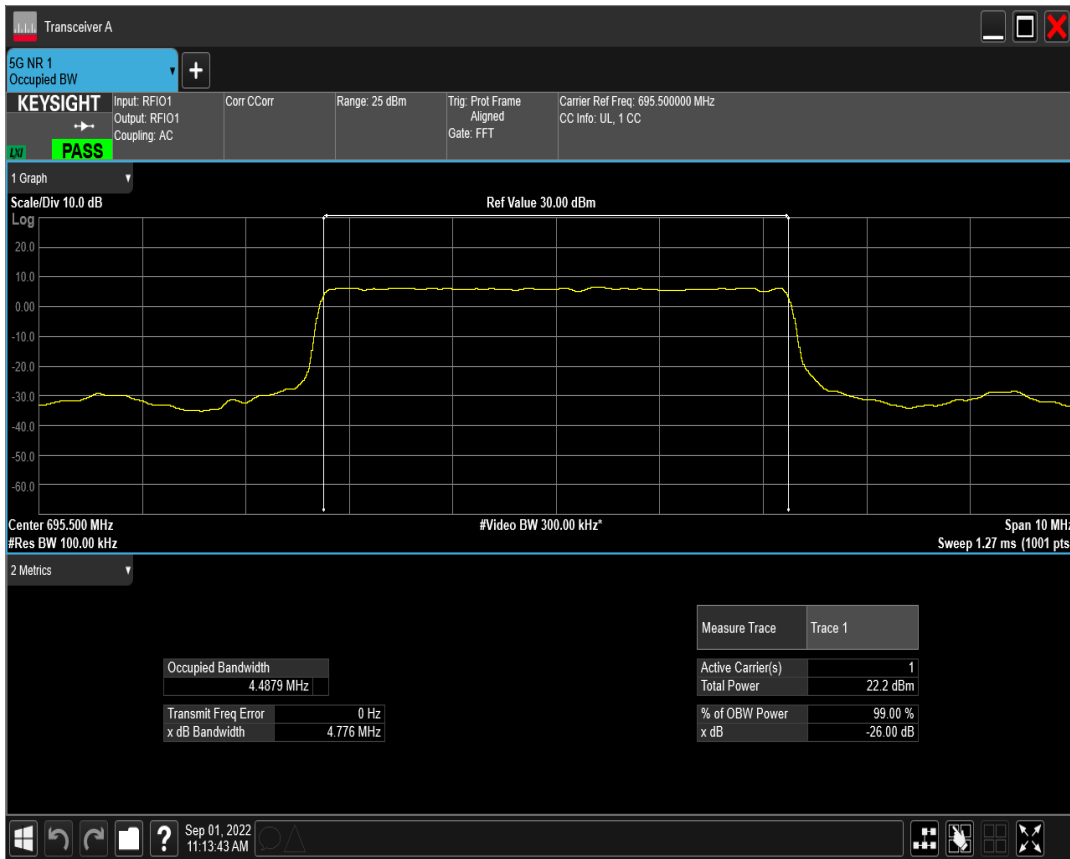 Transceiver A
5G NR 1
Occupied BW
+
KEYSIGHT
LXI
PASS
Input: RFIO1
Output: RFIO1
Coupling: AC
Corr CCorr
Range: 25 dBm
Trig: Prot Frame
Aligned
Gate: FFT
Carrier Ref Freq: 695.500000 MHz
CC Info: UL, 1 CC
1 Graph
Scale/Div 10.0 dB
Ref Value 30.00 dBm
Log
20.0
10.0
0.00
-10.0
-20.0
-30.0
-40.0
-50.0
-60.0
Center 695.500 MHz
#Video BW 300.00 kHz*
Span 10 MHz
#Res BW 100.00 kHz
Sweep 1.27 ms (1001 pts
2 Metrics
Measure Trace Trace 1
Occupied Bandwidth
4.4879 MHz
Active Carrier(s) 1
Total Power 22.2 dBm
Transmit Freq Error 0 Hz
x dB Bandwidth 4.776 MHz
% of OBW Power 99.00 %
x dB -26.00 dB
?
Sep 01, 2022
11:13:43 AM